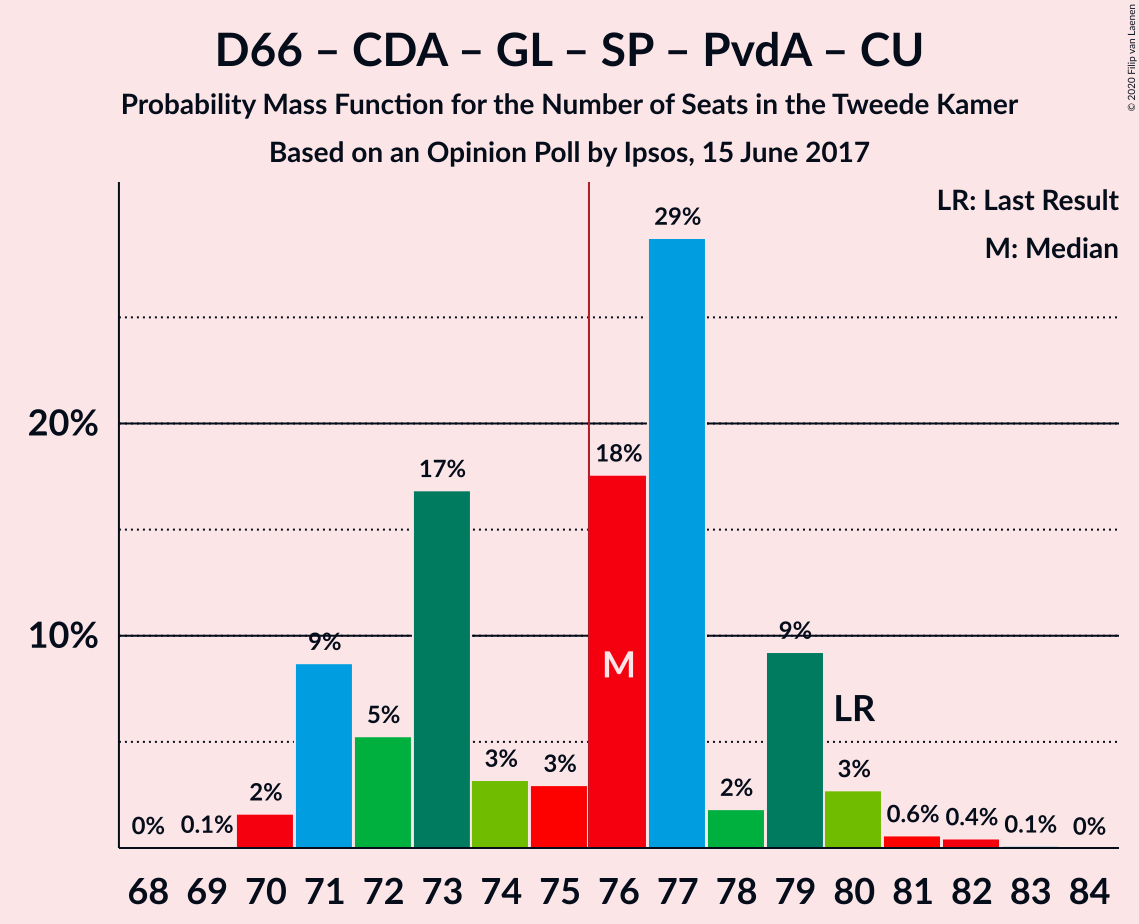 D66 – CDA – GL – SP – PvdA – CU
Probability Mass Function for the Number of Seats in the Tweede Kamer
Based on an Opinion Poll by Ipsos, 15 June 2017
© 2020 Filip van Laenen
LR: Last Result
M: Median
29%
20%
18%
17%
10%
9%
9%
M
LR
5%
3%
3%
3%
2%
2%
0%
0.1%
0.6%
0.4%
0.1%
0%
68 69 70 71 72 73 74 75 76 77 78 79 80 81 82 83 84